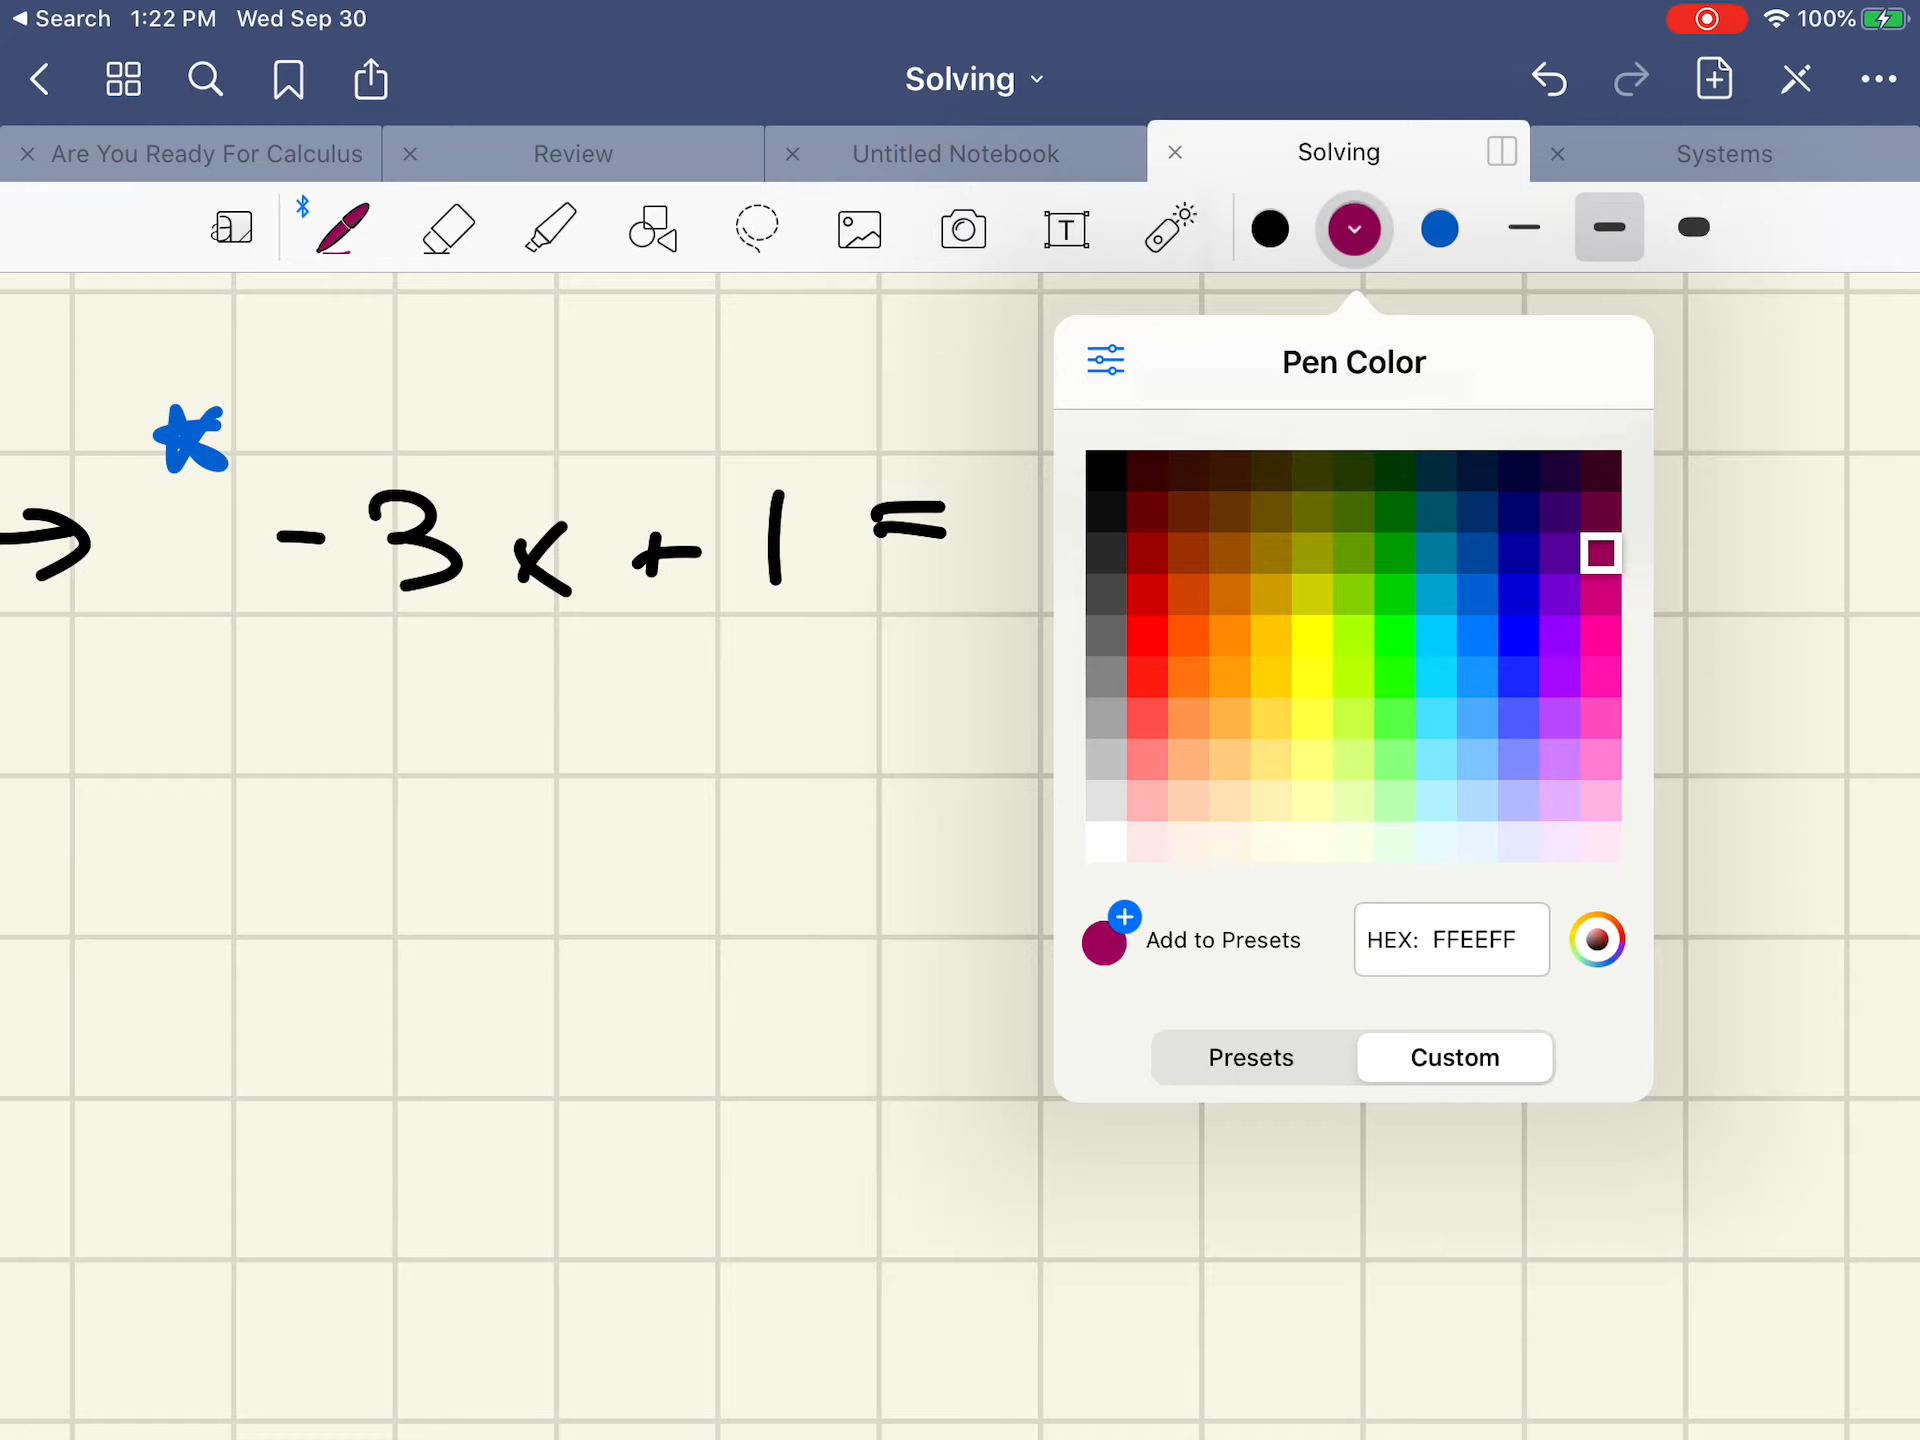 Search 1:22 PM Wed Sep 30 100%
Solving
Are You Ready For Calculus Review Untitled Notebook Solving Systems
T
Pen Color
→ * -3x+1 =
Add to Presets HEX: FFEEFF
Presets Custom